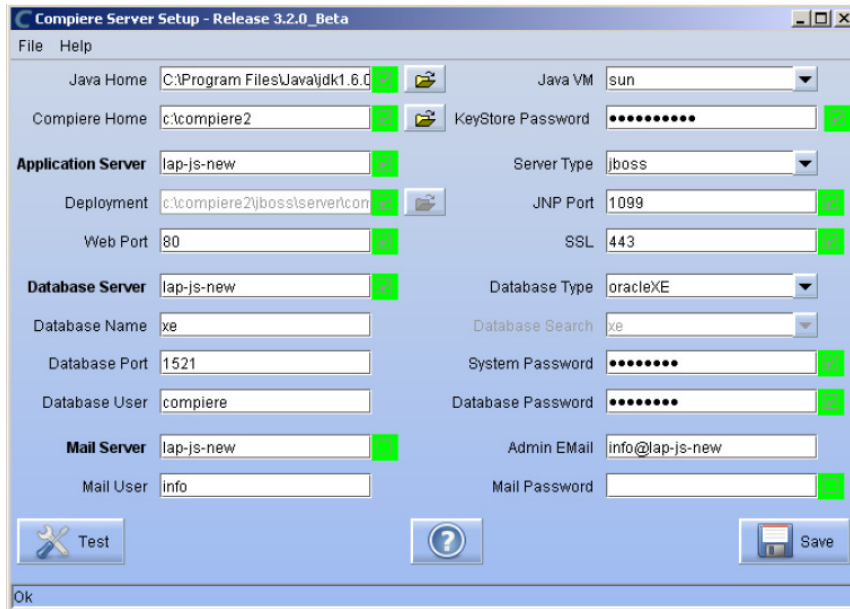 Compiere Server Setup - Release 3.2.0_Beta
File Help
Java Home C:\Program Files\Java\jdk1.6.0 Java VM sun
Compiere Home c:\compiere2 KeyStore Password ••••••••••
Application Server lap-js-new Server Type jboss
Deployment c:\compiere2\jboss\server\com JNP Port 1099
Web Port 80 SSL 443
Database Server lap-js-new Database Type oracleXE
Database Name xe Database Search xe
Database Port 1521 System Password ••••••••
Database User compiere Database Password ••••••••
Mail Server lap-js-new Admin EMail info@lap-js-new
Mail User info Mail Password
Test ? Save
Ok